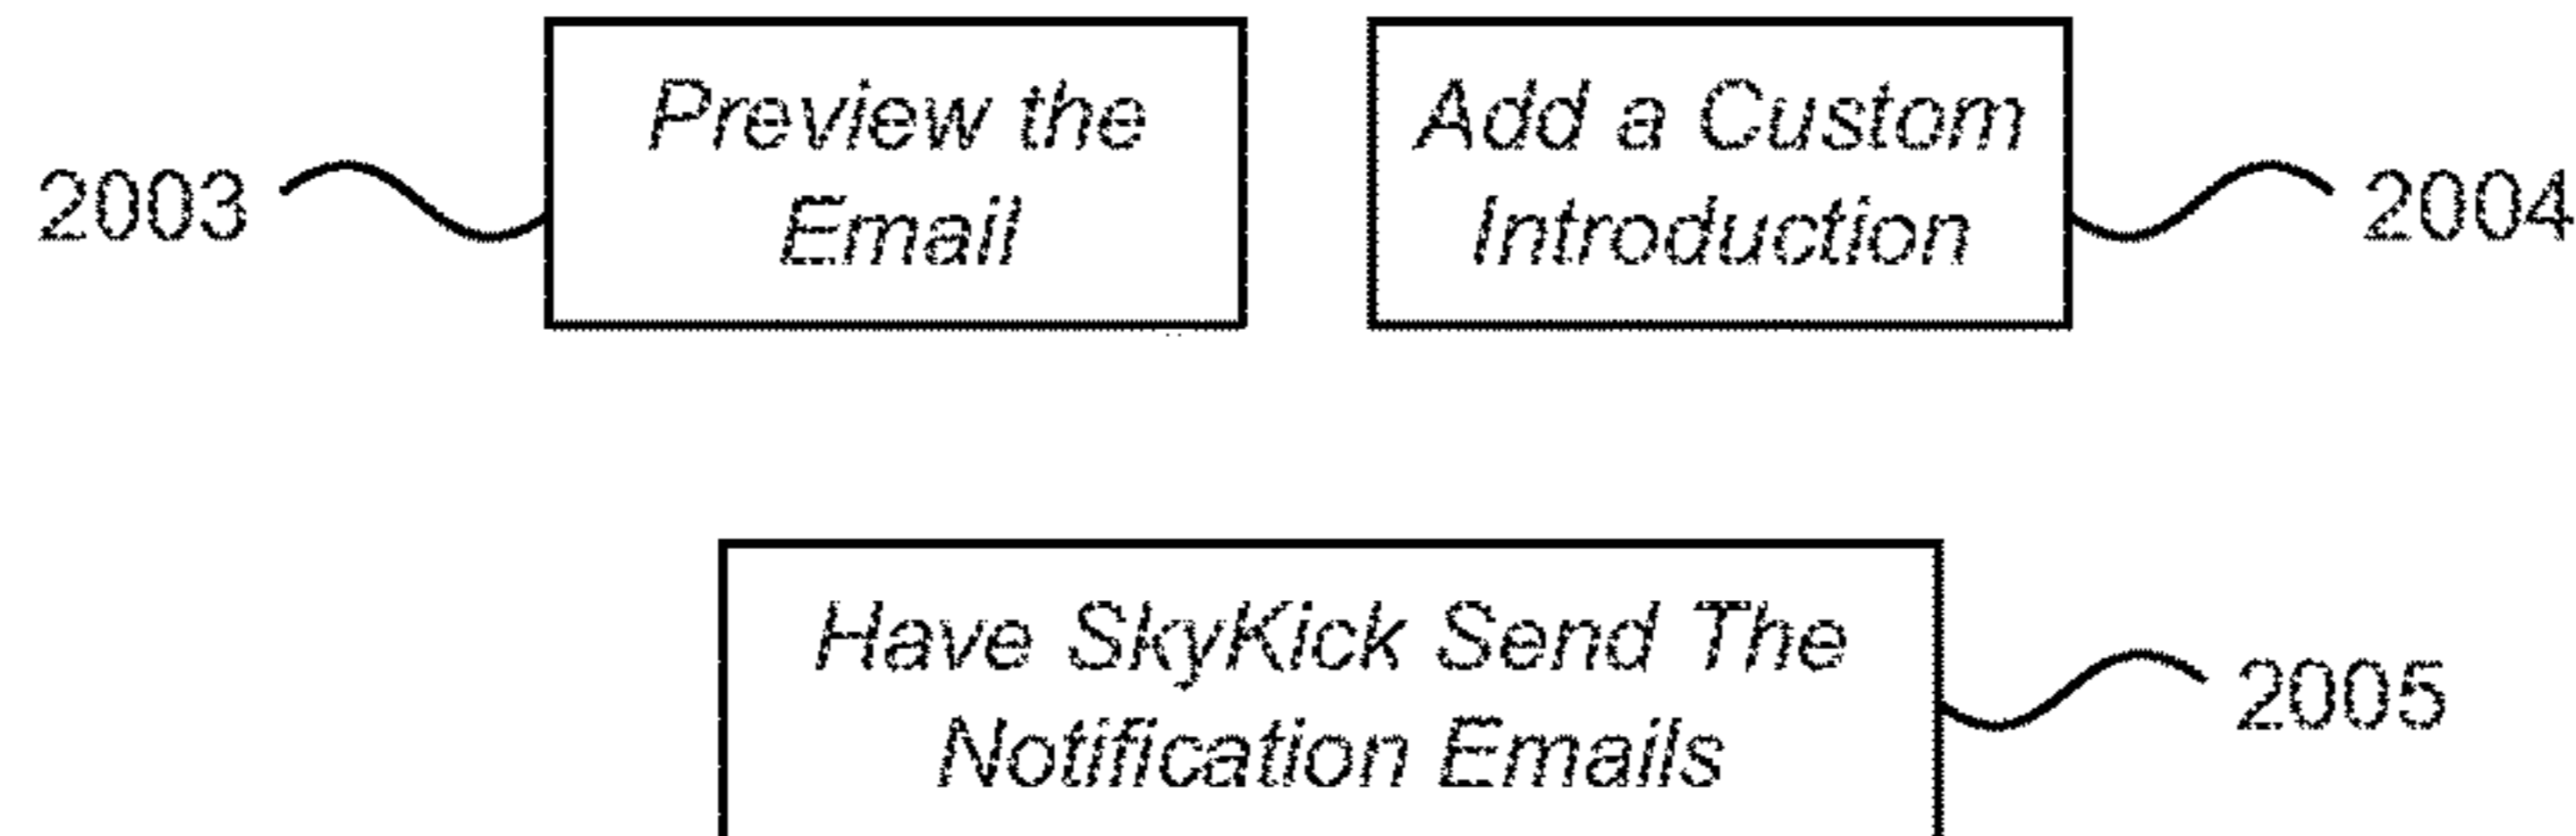 Preview the
Email
2003
Add a Custom
Introduction
2004
Have SkyKick Send The
Notification Emails
2005